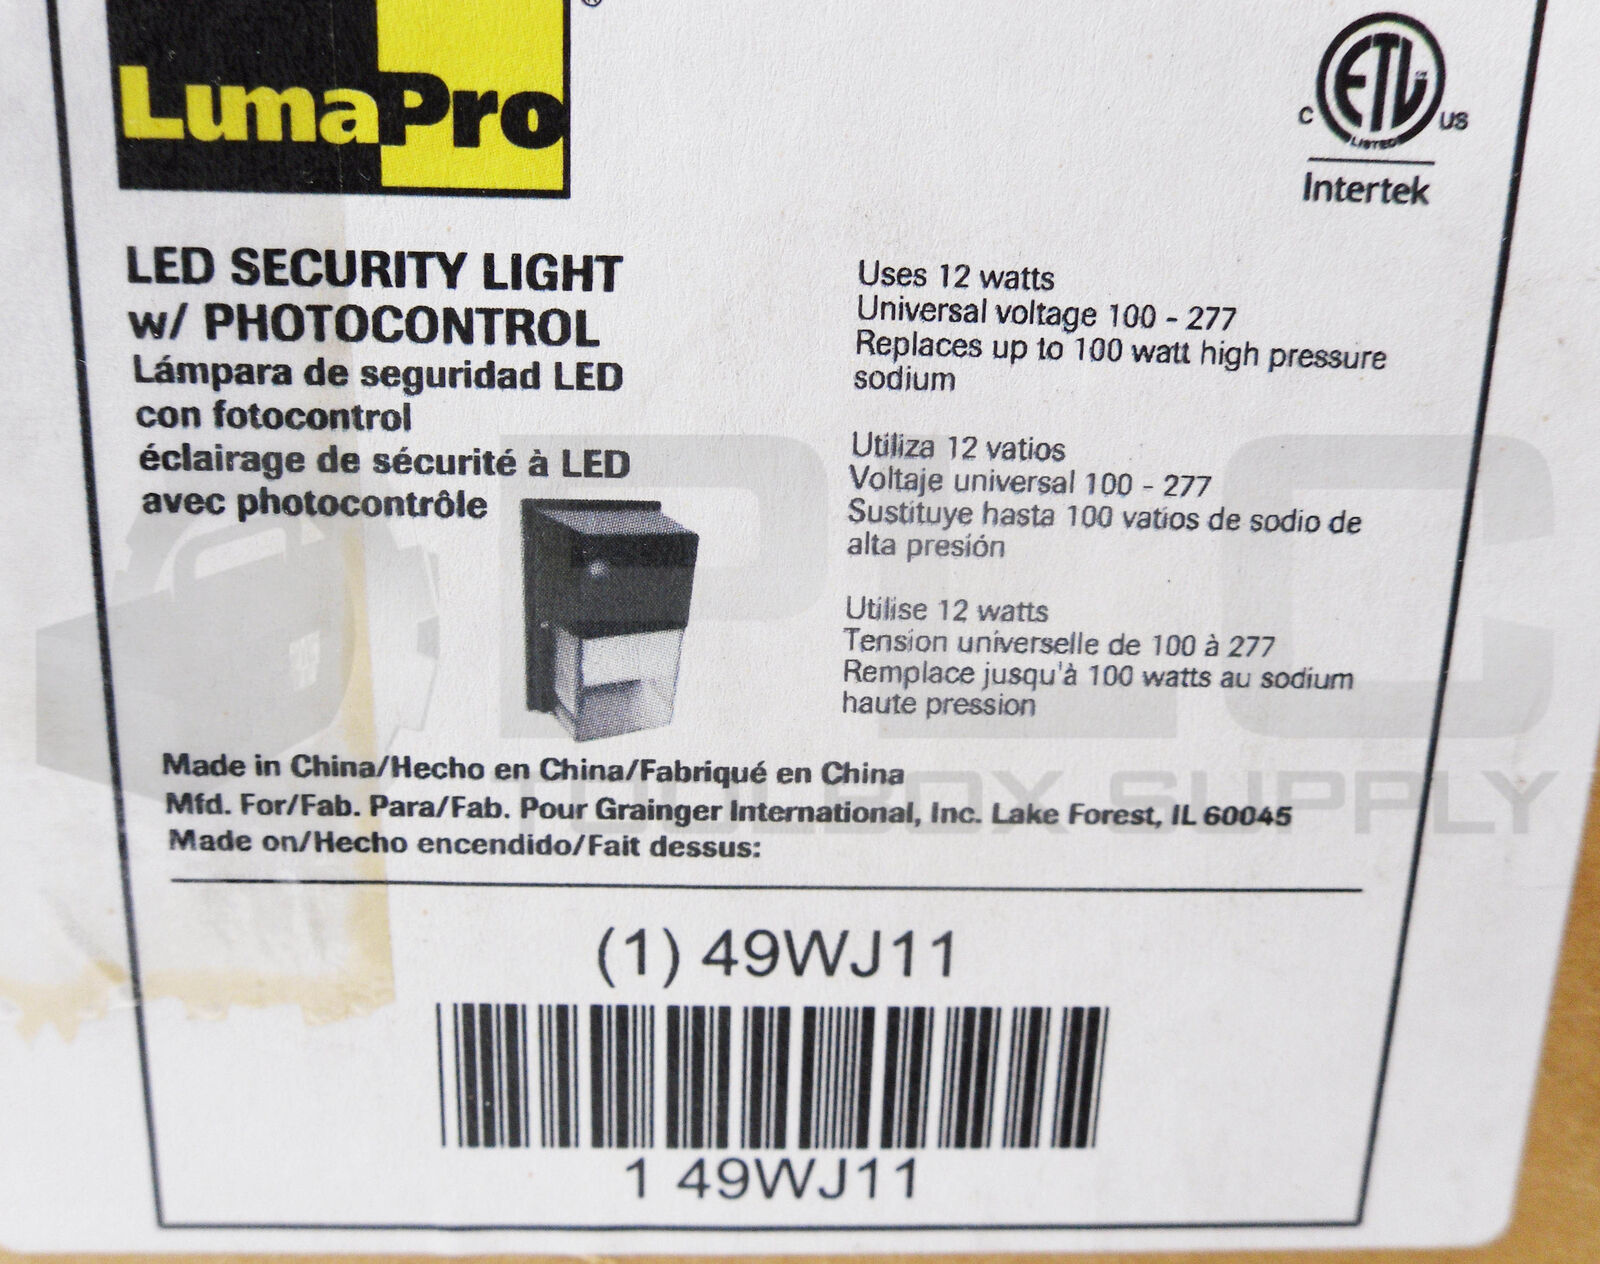 LumaPro
®
C ETL US
LISTED
Intertek
LED SECURITY LIGHT
w/ PHOTOCONTROL
Lámpara de seguridad LED
con fotocontrol
éclairage de sécurité à LED
avec photocontrôle
Uses 12 watts
Universal voltage 100 - 277
Replaces up to 100 watt high pressure
sodium
Utiliza 12 vatios
Voltaje universal 100 - 277
Sustituye hasta 100 vatios de sodio de
alta presión
Utilise 12 watts
Tension universelle de 100 à 277
Remplace jusqu'à 100 watts au sodium
haute pression
Made in China/Hecho en China/Fabriqué en China
Mfd. For/Fab. Para/Fab. Pour Grainger International, Inc. Lake Forest, IL 60045
Made on/Hecho encendido/Fait dessus:
(1) 49WJ11
1 49WJ11
PLC
TOOLBOX SUPPLY